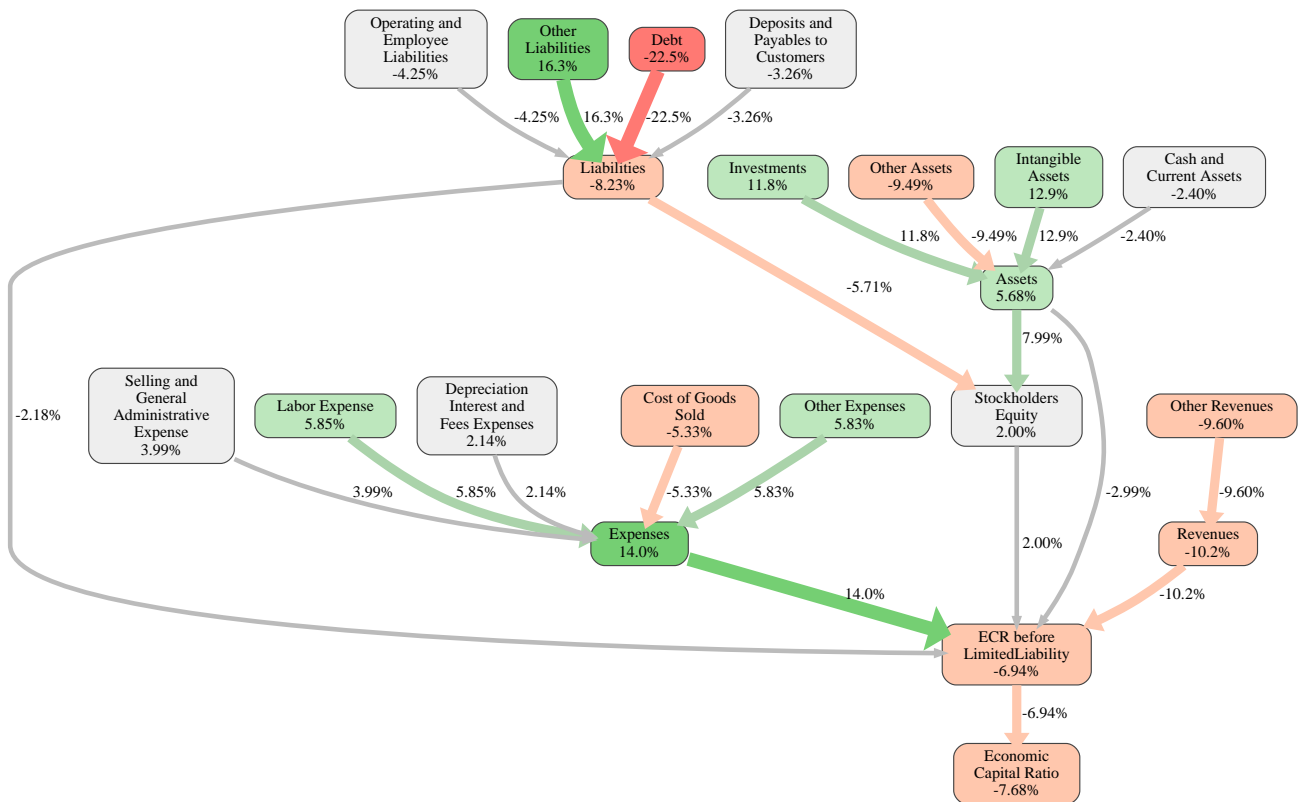 Operating and
Employee
Liabilities
-4.25%
Other
Liabilities
16.3%
Debt
-22.5%
Deposits and
Payables to
Customers
-3.26%
-4.25%
16.3%
-22.5%
-3.26%
Liabilities
-8.23%
Investments
11.8%
Other Assets
-9.49%
Intangible
Assets
12.9%
Cash and
Current Assets
-2.40%
11.8%
-9.49%
12.9%
-2.40%
-5.71%
Assets
5.68%
7.99%
-2.18%
Selling and
General
Administrative
Expense
3.99%
Labor Expense
5.85%
Depreciation
Interest and
Fees Expenses
2.14%
Cost of Goods
Sold
-5.33%
Other Expenses
5.83%
Stockholders
Equity
2.00%
Other Revenues
-9.60%
3.99%
5.85%
2.14%
-5.33%
5.83%
-2.99%
-9.60%
Expenses
14.0%
2.00%
Revenues
-10.2%
14.0%
-10.2%
ECR before
LimitedLiability
-6.94%
-6.94%
Economic
Capital Ratio
-7.68%